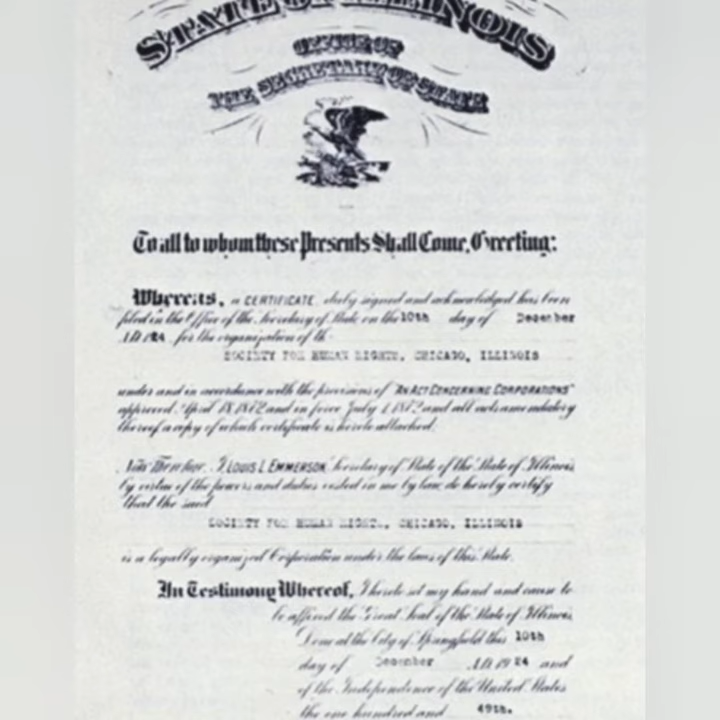 STATE OF ILLINOIS
OFFICE OF
THE SECRETARY OF STATE
To all to whom these Presents Shall Come, Greeting:
Whereas, a CERTIFICATE, duly signed and acknowledged has been
filed in the Office of the Secretary of State on the 10th day of December
A.D. 1924 for the organization of the
SOCIETY FOR HUMAN RIGHTS, CHICAGO, ILLINOIS
under and in accordance with the provisions of "AN ACT CONCERNING CORPORATIONS"
approved April 18, 1872 and in force July 1, 1872 and all acts amendatory
thereof a copy of which certificate is hereto attached.
Now Therefore, I LOUIS L EMMERSON Secretary of State of the State of Illinois
by virtue of the powers and duties vested in me by law, do hereby certify
that the said
SOCIETY FOR HUMAN RIGHTS, CHICAGO, ILLINOIS
is a legally organized Corporation under the laws of this State.
In Testimony Whereof, I hereto set my hand and cause to
be affixed the Great Seal of the State of Illinois,
Done at the City of Springfield this 10th
day of December A.D. 1924 and
of the Independence of the United States
the one hundred and 49th.